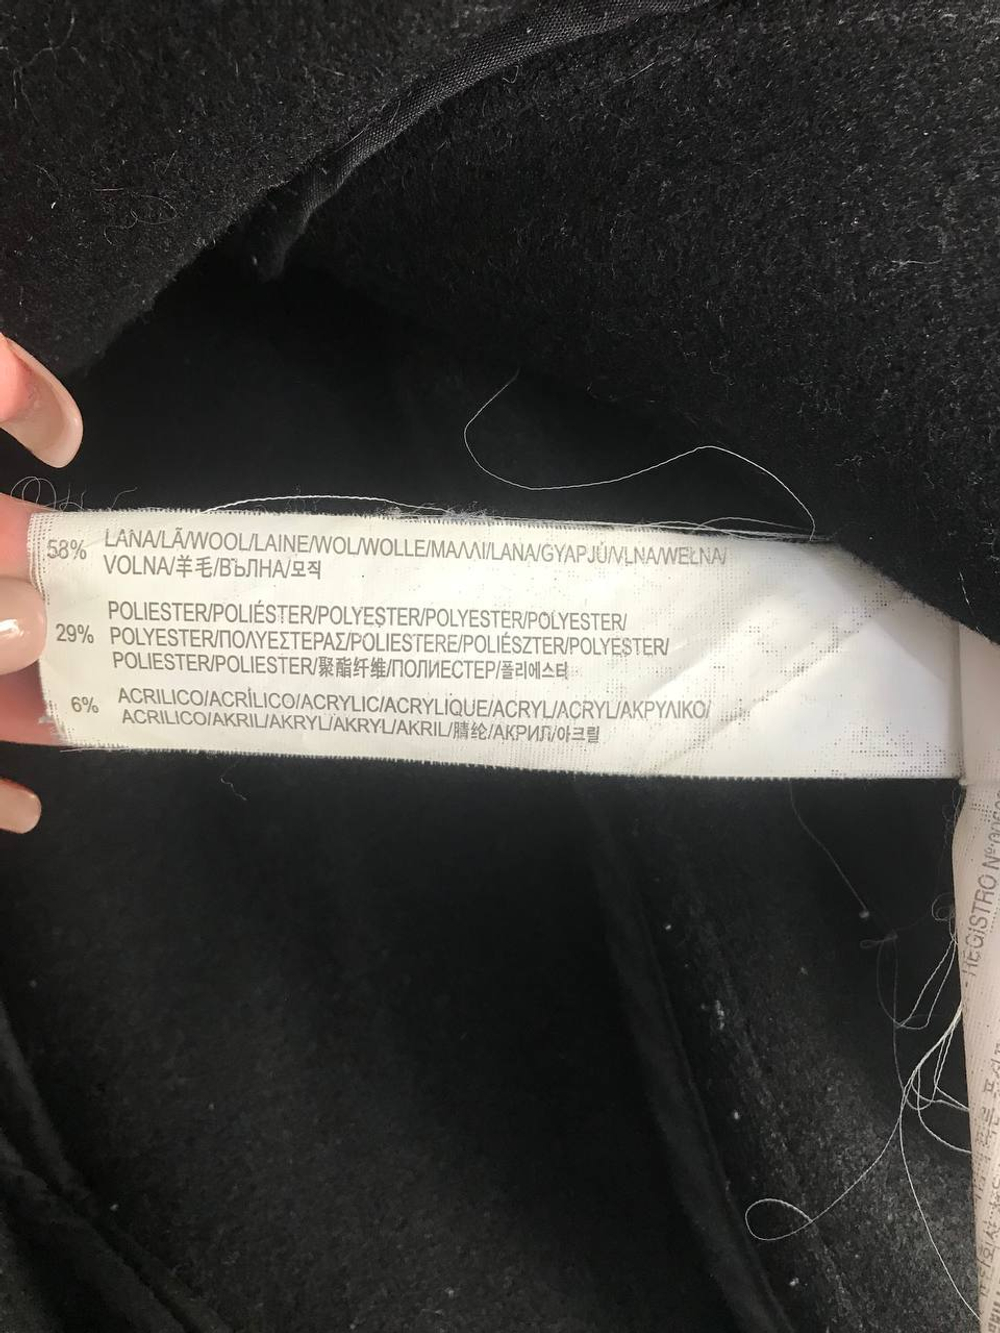 58% LANA/LÃ/WOOL/LAINE/WOL/WOLLE/ΜΑΛΛΙ/LANA/GYAPJÚ/VLNA/WEŁNA/
VOLNA/羊毛/ВЪЛНА/모직
POLIESTER/POLIÉSTER/POLYESTER/POLYESTER/POLYESTER/
29% POLYESTER/ΠΟΛΥΕΣΤΕΡΑΣ/POLIESTERE/POLIÉSZTER/POLYESTER/
POLIESTER/POLIESTER/聚酯纤维/ПОЛИЕСТЕР/폴리에스터
6% ACRILICO/ACRÍLICO/ACRYLIC/ACRYLIQUE/ACRYL/ACRYL/ΑΚΡΥΛΙΚΟ/
ACRILICO/AKRIL/AKRYL/AKRYL/AKRIL/腈纶/АКРИЛ/아크릴
REGISTRO Nº